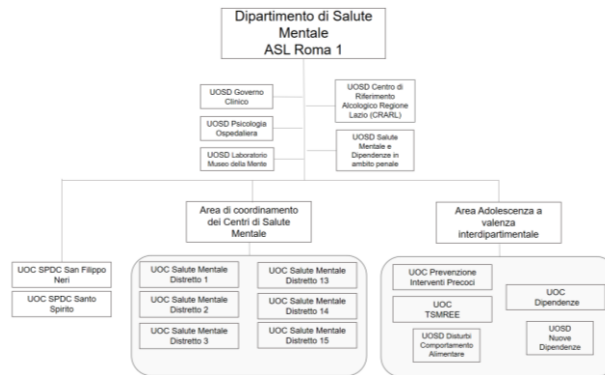 Dipartimento di Salute
Mentale
ASL Roma 1
UOSD Governo
Clinico
UOSD Centro di
Riferimento
Alcologico Regione
Lazio (CRARL)
UOSD Psicologia
Ospedaliera
UOSD Salute
Mentale e
Dipendenze in
ambito penale
UOSD Laboratorio
Museo della Mente
Area di coordinamento
dei Centri di Salute
Mentale
Area Adolescenza a
valenza
interdipartimentale
UOC SPDC San Filippo
Neri
UOC SPDC Santo
Spirito
UOC Salute Mentale
Distretto 1
UOC Salute Mentale
Distretto 13
UOC Salute Mentale
Distretto 2
UOC Salute Mentale
Distretto 14
UOC Salute Mentale
Distretto 3
UOC Salute Mentale
Distretto 15
UOC Prevenzione
Interventi Precoci
UOC
Dipendenze
UOC
TSMREE
UOSD Disturbi
Comportamento
Alimentare
UOSD
Nuove
Dipendenze